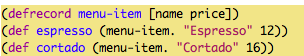 (defrecord menu-item [name price])
(def espresso (menu-item. "Espresso" 12))
(def cortado (menu-item. "Cortado" 16))